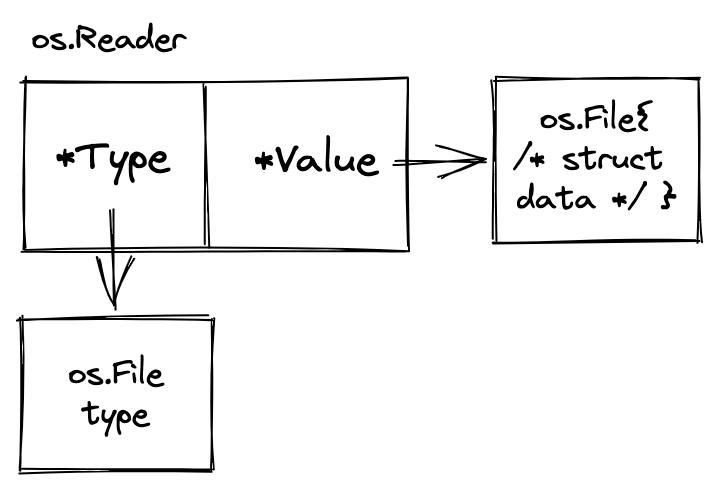 os.Reader
*Type
*Value
os.File{
/* struct
data */ }
os.File
type